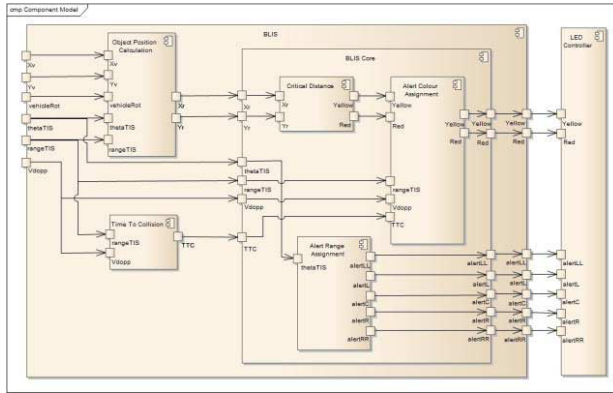 cmp Component Model
BLIS
LED
Controller
Object Position
Calculation
Xv
Yv
vehicleRot
thetaTIS
rangeTIS
Vdopp
Xv
Yv
vehicleRot
thetaTIS
rangeTIS
Xr
Yr
BLIS Core
Xr
Yr
thetaTIS
rangeTIS
Vdopp
TTC
Critical Distance
Xr
Yr
Yellow
Red
Alert Colour
Assignment
Yellow
Red
rangeTIS
Vdopp
TTC
Yellow
Red
Yellow
Red
Yellow
Red
Yellow
Red
Time To Collision
rangeTIS
Vdopp
TTC
Alert Range
Assignment
thetaTIS
alertLL
alertL
alertC
alertR
alertRR
alertLL
alertL
alertC
alertR
alertRR
alertLL
alertL
alertC
alertR
alertRR
alertLL
alertL
alertC
alertR
alertRR